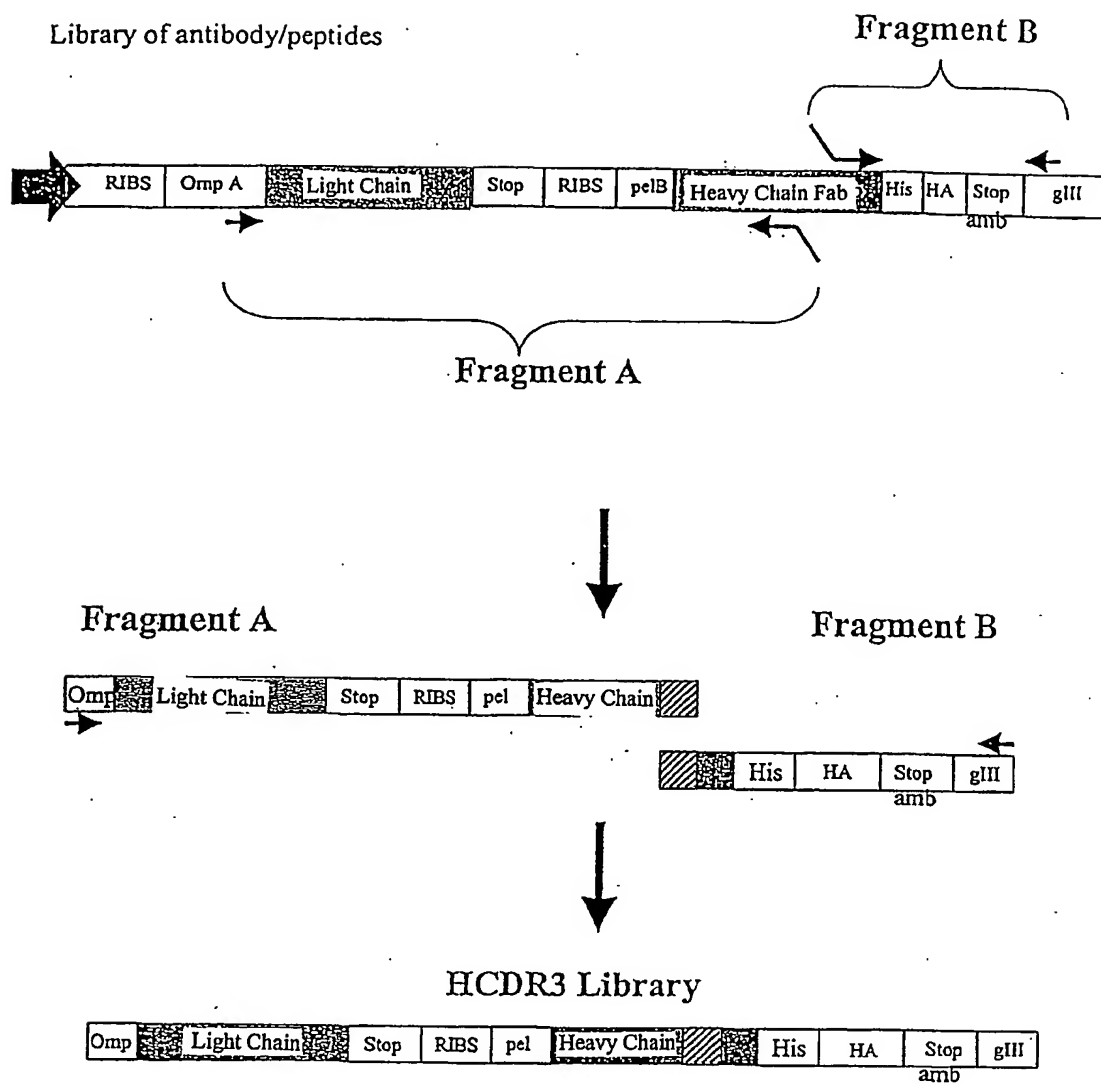 Library of antibody/peptides
Fragment B
RIBS Omp A Light Chain Stop RIBS pelB Heavy Chain Fab His HA Stop gIII
amb
Fragment A
Fragment A
Fragment B
Omp Light Chain Stop RIBS pel Heavy Chain
His HA Stop gIII
amb
HCDR3 Library
Omp Light Chain Stop RIBS pel Heavy Chain His HA Stop gIII
amb